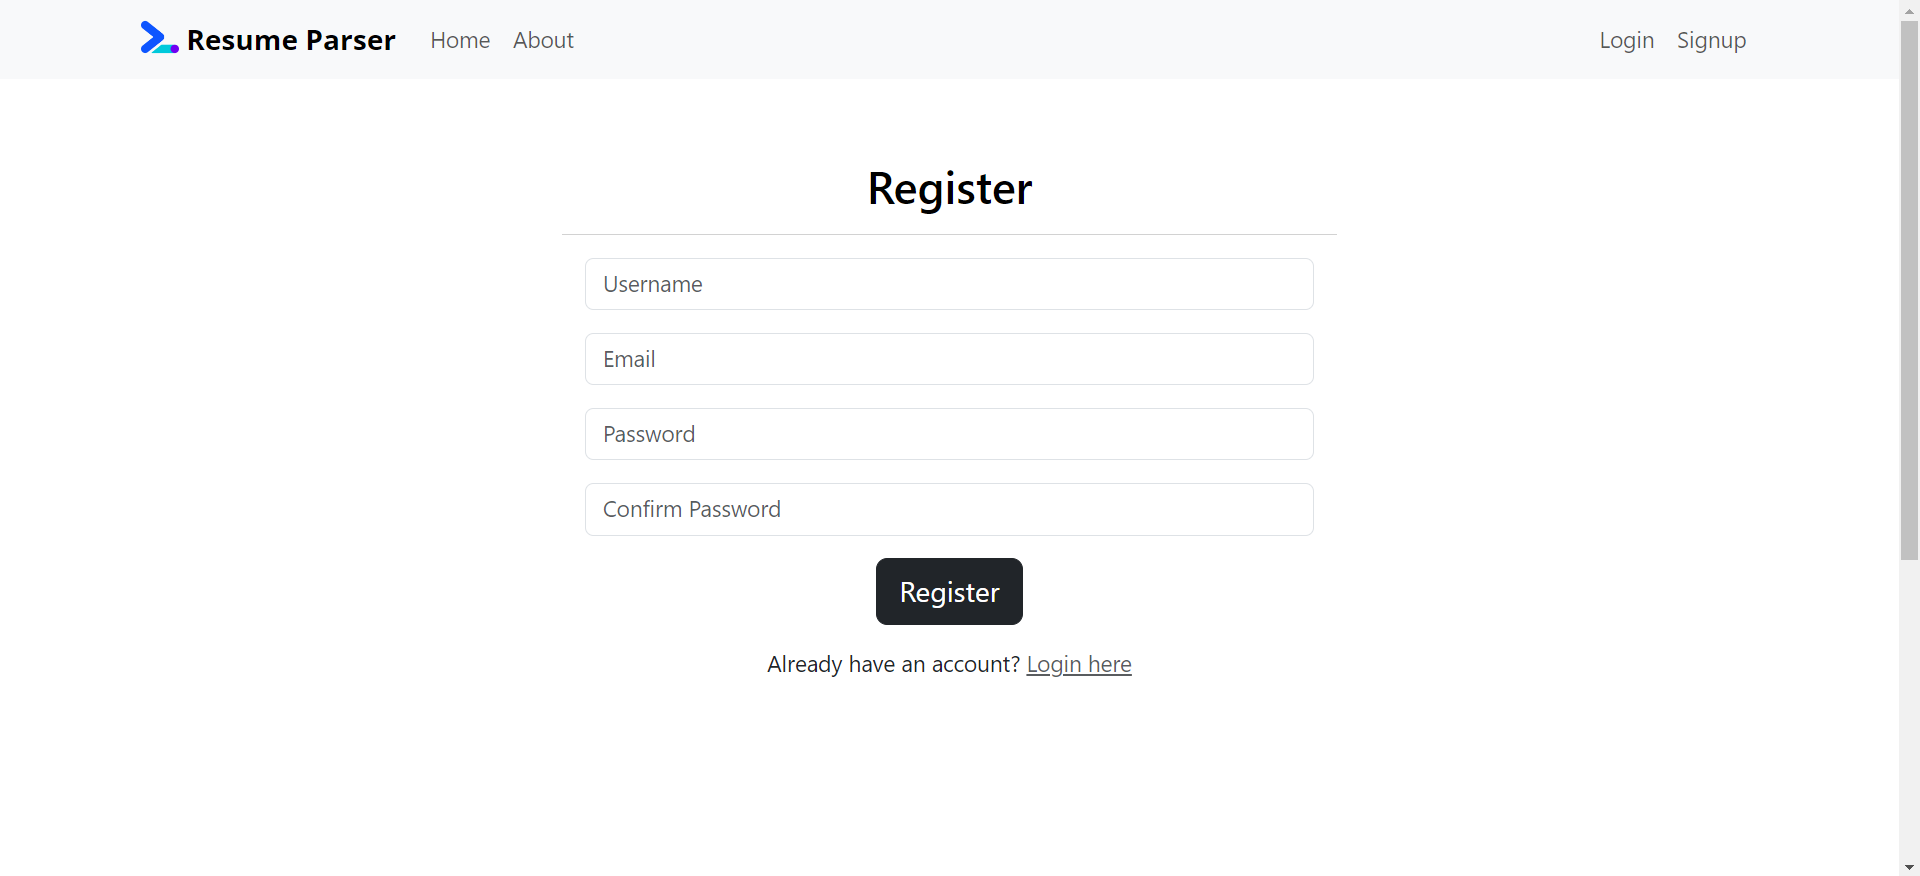 Resume Parser Home About Login Signup
Register
Username
Email
Password
Confirm Password
Register
Already have an account? Login here